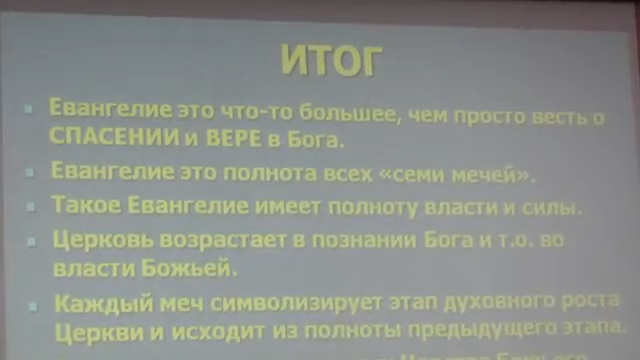 ИТОГ
Евангелие это что-то большее, чем просто весть о
СПАСЕНИИ и ВЕРЕ в Бога.
Евангелие это полнота всех «семи мечей».
Такое Евангелие имеет полноту власти и силы.
Церковь возрастает в познании Бога и т.о. во
власти Божьей.
Каждый меч символизирует этап духовного роста
Церкви и исходит из полноты предыдущего этапа.